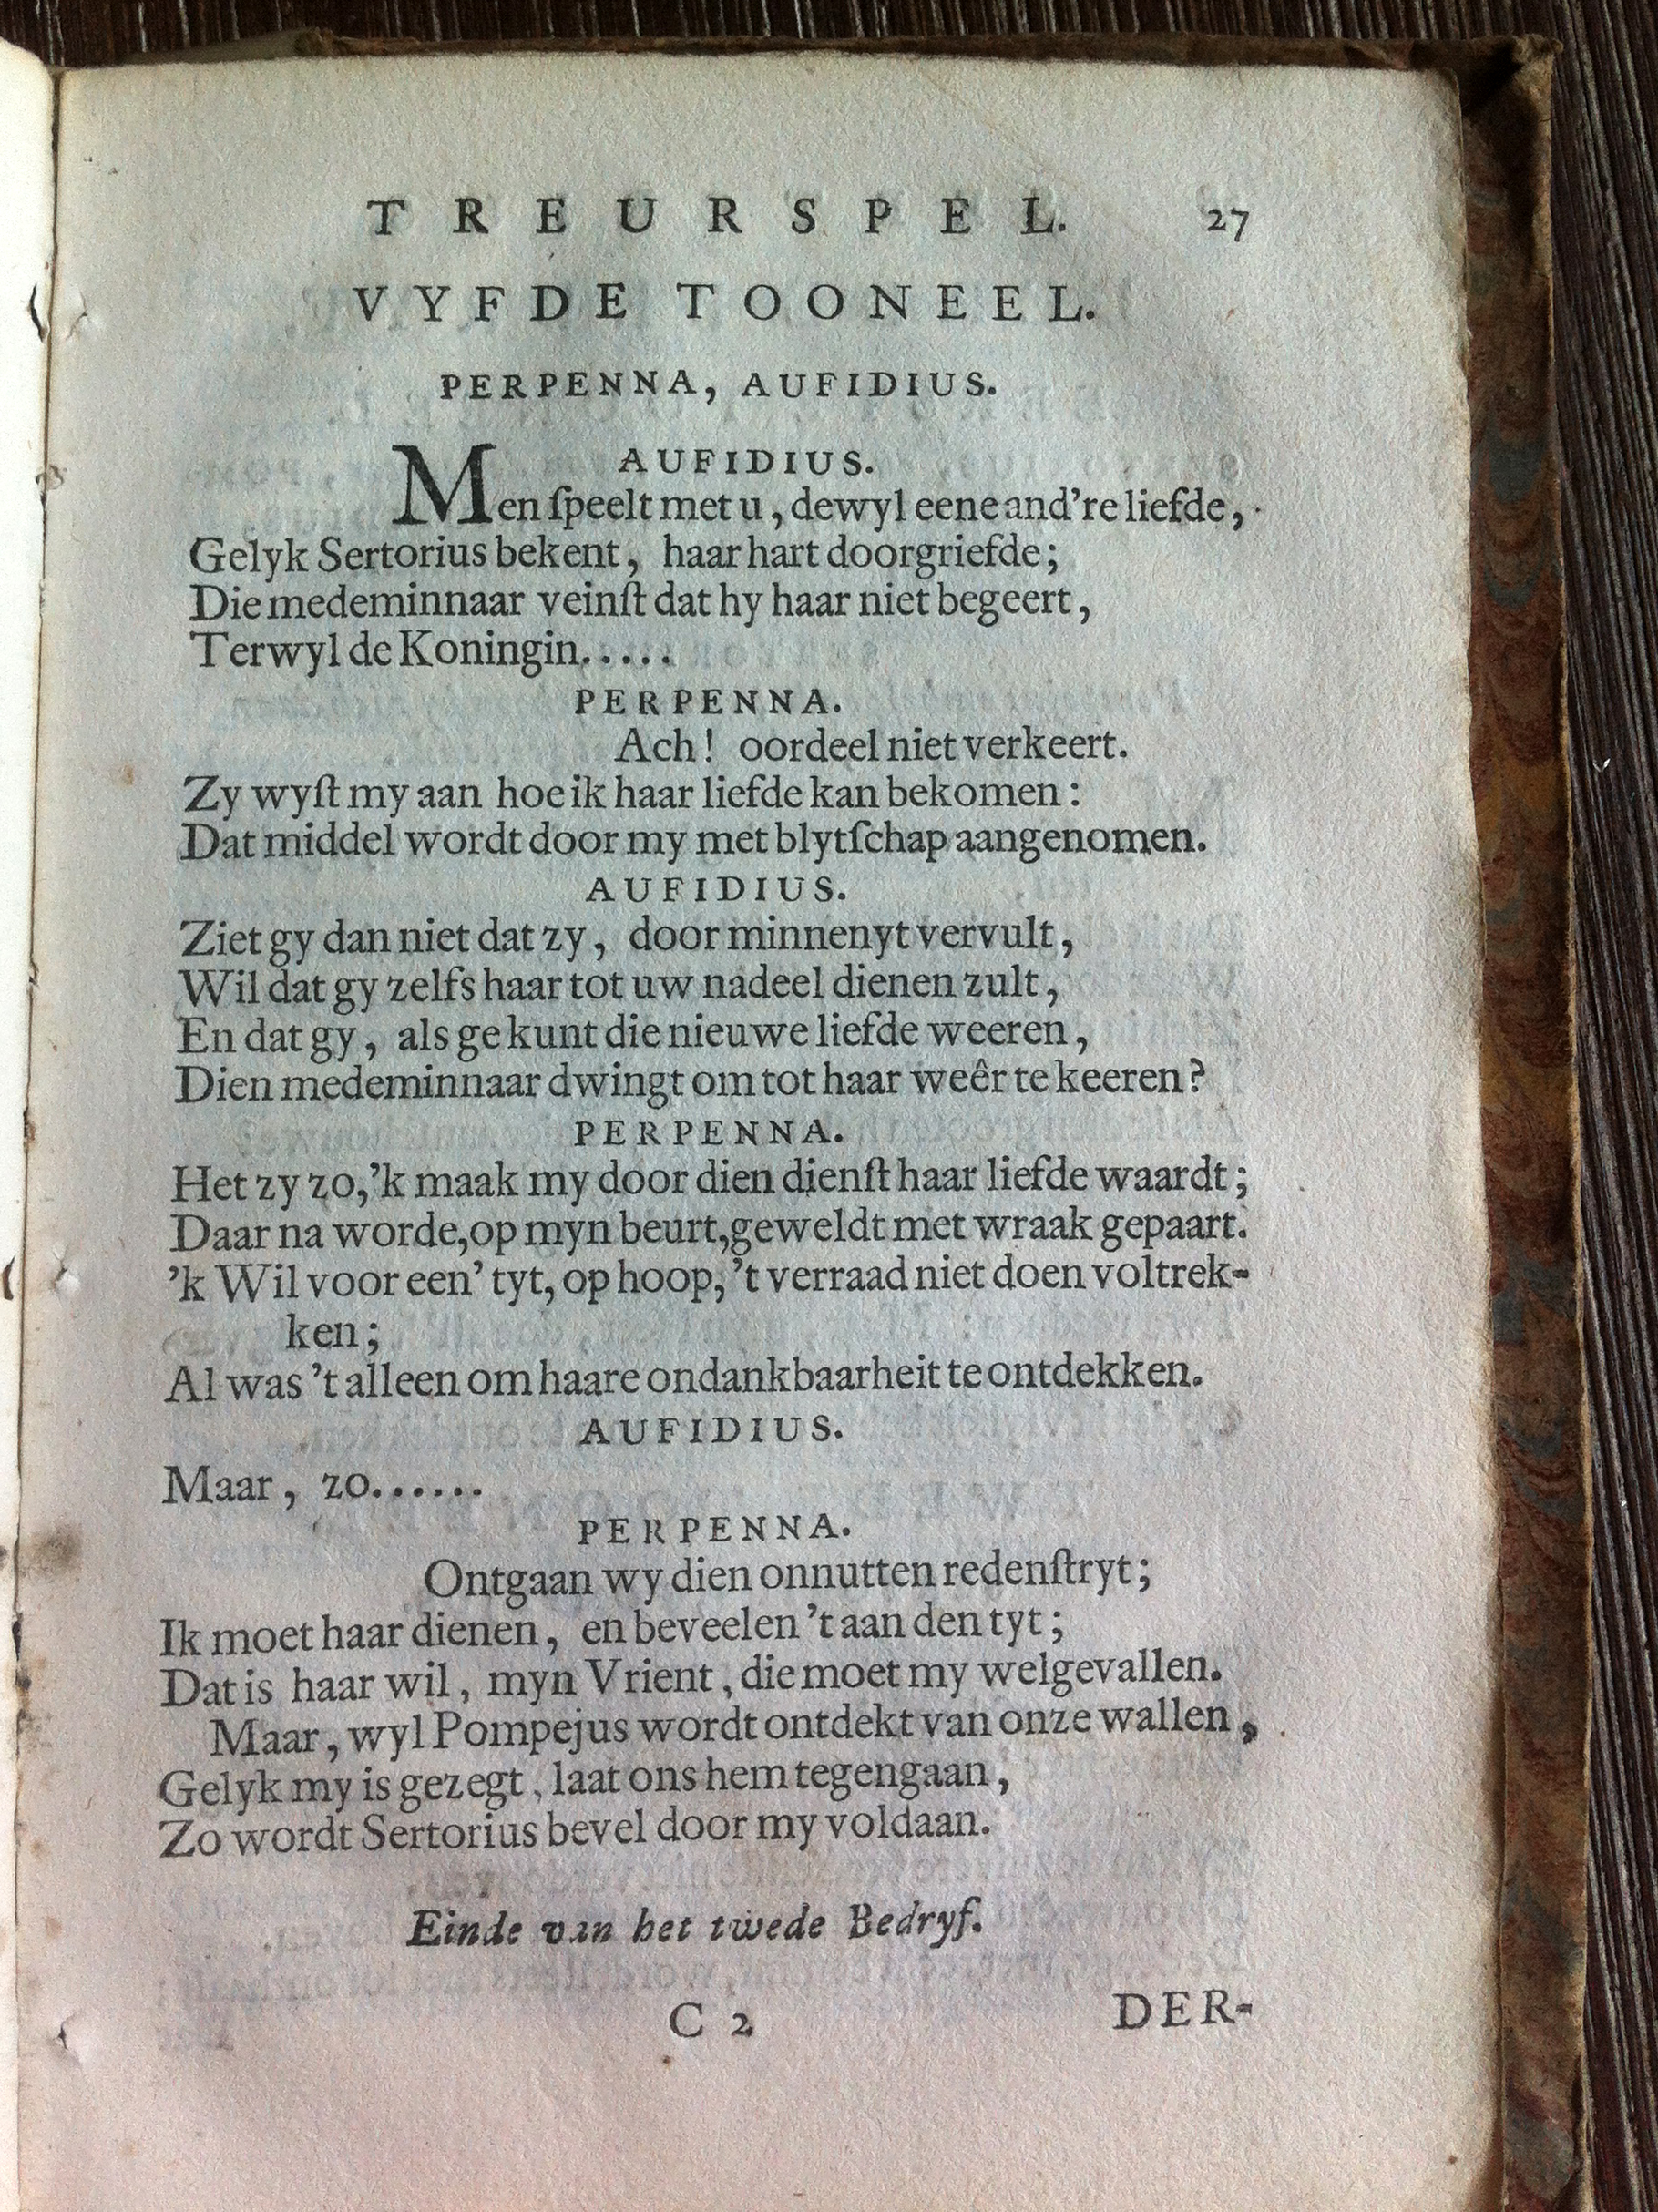 TREURSPEL. 27
VYFDE TOONEEL.
PERPENNA, AUFIDIUS.
AUFIDIUS.
Men ſpeelt met u, dewyl eene and’re liefde,
Gelyk Sertorius bekent, haar hart doorgriefde;
Die medeminnaar veinſt dat hy haar niet begeert,
Terwyl de Koningin.....
PERPENNA.
Ach! oordeel niet verkeert.
Zy wyſt my aan hoe ik haar liefde kan bekomen:
Dat middel wordt door my met blytſchap aangenomen.
AUFIDIUS.
Ziet gy dan niet dat zy, door minnenyt vervult,
Wil dat gy zelfs haar tot uw nadeel dienen zult,
En dat gy, als ge kunt die nieuwe liefde weeren,
Dien medeminnaar dwingt om tot haar weêr te keeren?
PERPENNA.
Het zy zo, ’k maak my door dien dienſt haar liefde waardt;
Daar na worde, op myn beurt, geweldt met wraak gepaart.
’k Wil voor een’ tyt, op hoop, ’t verraad niet doen voltrek-
ken;
Al was ’t alleen om haare ondankbaarheit te ontdekken.
AUFIDIUS.
Maar, zo......
PERPENNA.
Ontgaan wy dien onnutten redenſtryt;
Ik moet haar dienen, en beveelen ’t aan den tyt;
Dat is haar wil, myn Vrient, die moet my welgevallen.
Maar, wyl Pompejus wordt ontdekt van onze wallen,
Gelyk my is gezegt, laat ons hem tegengaan,
Zo wordt Sertorius bevel door my voldaan.
Einde van het twede Bedryf.
C 2 DER-